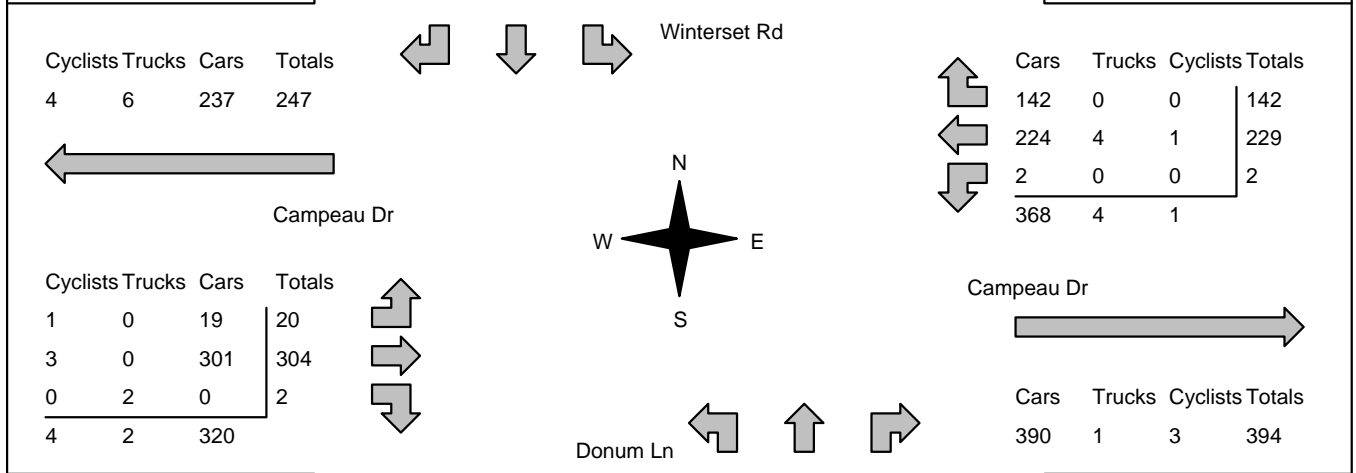 Winterset Rd
Cyclists Trucks Cars Totals
4 6 237 247
Cars Trucks Cyclists Totals
142 0 0 142
224 4 1 229
2 0 0 2
368 4 1
Campeau Dr
N
W E
S
Cyclists Trucks Cars Totals
1 0 19 20
3 0 301 304
0 2 0 2
4 2 320
Campeau Dr
Cars Trucks Cyclists Totals
390 1 3 394
Donum Ln